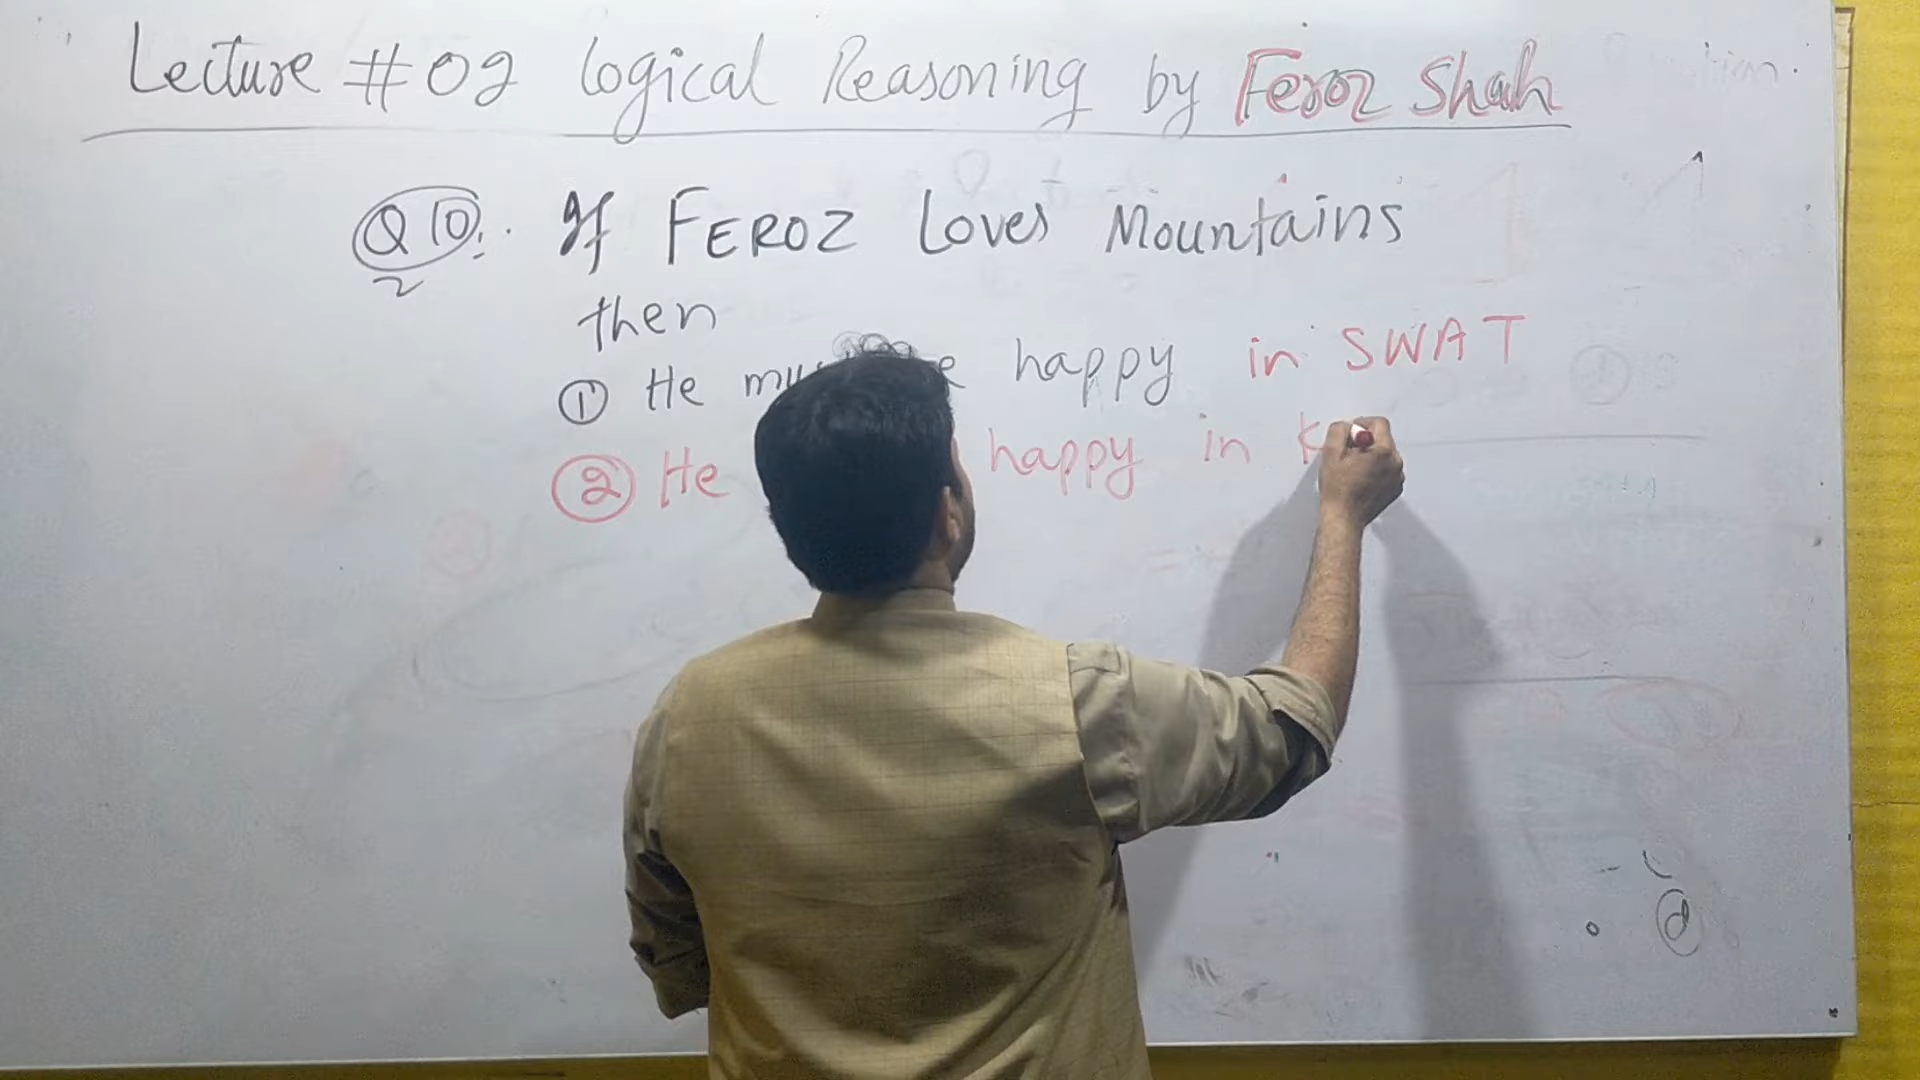 Lecture #02 Logical Reasoning by Feroz Shah
Q10: If FEROZ Loves Mountains
then
① He happy in SWAT
② He happy in
d